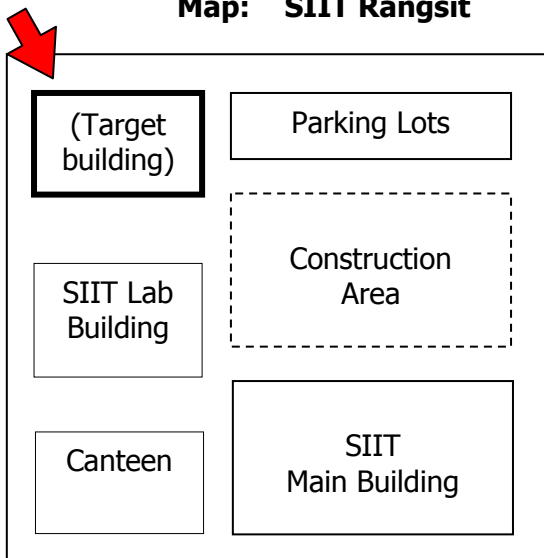 Map: SIIT Rangsit
(Target
building)
Parking Lots
Construction
Area
SIIT Lab
Building
Canteen
SIIT
Main Building